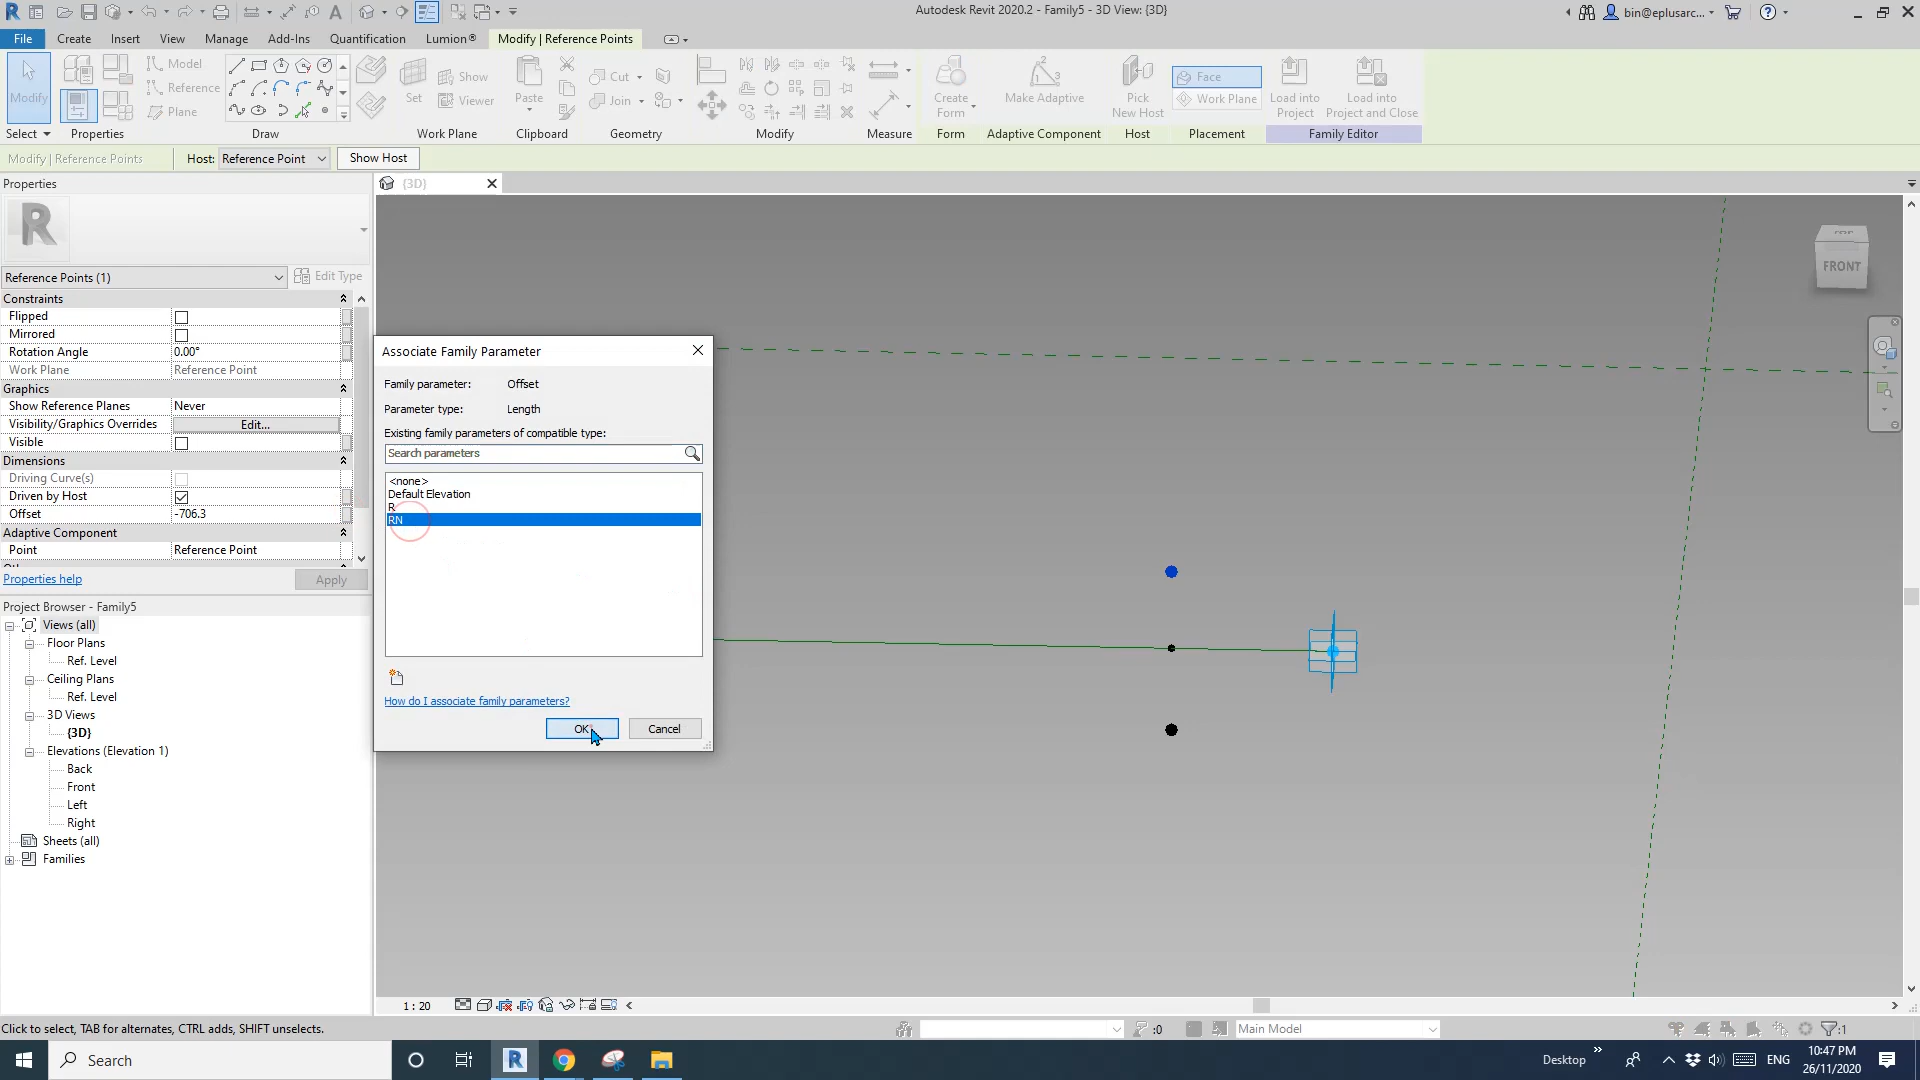 Autodesk Revit 2020.2 - Family5 - 3D View: {3D}
bin@eplusarc...
File
Create
Insert
View
Manage
Add-Ins
Quantification
Lumion®
Modify | Reference Points
Modify
Model
Reference
Plane
Set
Show
Viewer
Paste
Cut
Join
Create Form
Make Adaptive
Pick New Host
Face
Work Plane
Load into Project
Load into Project and Close
Select
Properties
Draw
Work Plane
Clipboard
Geometry
Modify
Measure
Form
Adaptive Component
Host
Placement
Family Editor
Modify | Reference Points
Host: Reference Point
Show Host
Properties
{3D}
R
Reference Points (1)
Edit Type
Constraints
Flipped
Mirrored
Rotation Angle 0.00°
Work Plane Reference Point
Graphics
Show Reference Planes Never
Visibility/Graphics Overrides Edit...
Visible
Dimensions
Driving Curve(s)
Driven by Host
Offset -706.3
Adaptive Component
Point Reference Point
Properties help
Apply
Project Browser - Family5
Views (all)
Floor Plans
Ref. Level
Ceiling Plans
Ref. Level
3D Views
{3D}
Elevations (Elevation 1)
Back
Front
Left
Right
Sheets (all)
Families
Associate Family Parameter
Family parameter: Offset
Parameter type: Length
Existing family parameters of compatible type:
Search parameters
<none>
Default Elevation
R
RN
How do I associate family parameters?
OK
Cancel
TOP
FRONT
1 : 20
Click to select, TAB for alternates, CTRL adds, SHIFT unselects.
:0
Main Model
:1
Search
Desktop
ENG
10:47 PM
26/11/2020